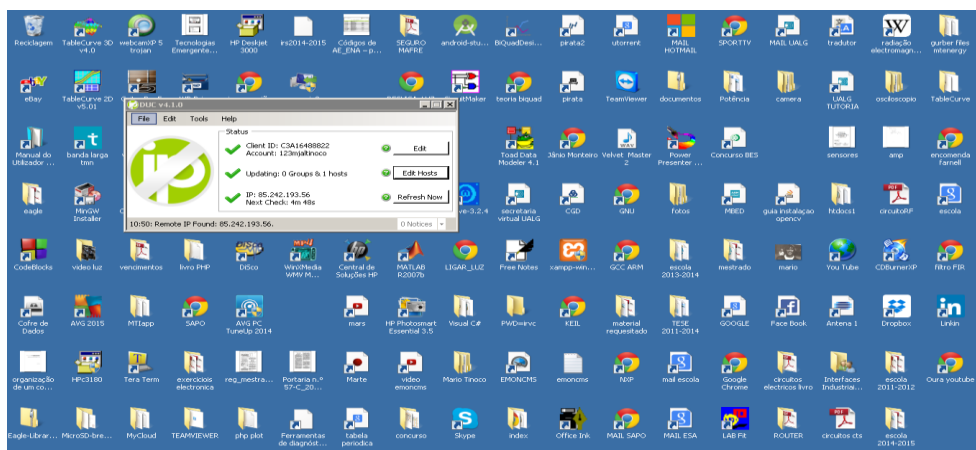 Reciclagem
TableCurve 3D
v4.0
webcamXP 5
trojan
Tecnologias
Emergente...
HP Deskjet
3000
irs2014-2015
Códigos de
AE_ENA –p...
SEGURO
MAPRE
android-stu...
BiQuadDesi...
pirata2
utorrent
MAIL
HOTMAIL
SPORTTV
MAIL UALG
tradutor
radiação
electromagn...
gurber files
mtenergy
eBay
TableCurve 2D
v5.01
teoria biquad
pirata
TeamViewer
documentos
Potência
camera
UALG
TUTORIA
osciloscopio
TableCurve
DUC v4.1.0
File Edit Tools Help
Status
Client ID: C3A16488822
Account: 123mjaltinoco
Edit
Updating: 0 Groups & 1 hosts
Edit Hosts
IP: 85.242.193.56
Next Check: 4m 48s
Refresh Now
10:50: Remote IP Found: 85.242.193.56.
0 Notices
Manual do
Utilizador ...
banda larga
tmn
Toad Data
Modeler 4.1
Jânio Monteiro
Velvet Master
2
Power
Presenter ...
Concurso BES
sensores
amp
encomenda
farnell
eagle
MinGW
Installer
ve-3.2.4
secretaria
virtual UALG
CGD
GNU
fotos
MBED
guia instalaçao
opencv
htdocs1
circuitoRF
escola
CodeBlocks
video luz
vencimentos
livro PHP
DiSco
WinXMedia
WMV M...
Central de
Soluções HP
MATLAB
R2007b
LIGAR_LUZ
Free Notes
xampp-win...
GCC ARM
escola
2013-2014
mestrado
mario
You Tube
CDBurnerXP
filtro FIR
Cofre de
Dados
AVG 2015
MTIapp
SAPO
AVG PC
TuneUp 2014
mars
HP Photosmart
Essential 3.5
Visual C#
PWD=irvc
KEIL
material
requesitado
TESE
2011-2014
GOOGLE
Face Book
Antena 1
Dropbox
Linkin
organização
de um co...
HPc3180
Tera Term
exercicios
electronica
reg_mestra...
Portaria n.º
57-C_20...
Marte
video
emoncms
Mario Tinoco
EMONCMS
emoncms
NXP
mail escola
Google
Chrome
circuitos
electricos livro
Interfaces
Industriai...
escola
2011-2012
Oura youtube
Eagle-Librar...
MicroSD-bre...
MyCloud
TEAMVIEWER
php plot
Ferramentas
de diagnóst...
tabela
periodica
concurso
Skype
index
Office Ink
MAIL SAPO
MAIL ESA
LAB Fit
ROUTER
circuitos cts
escola
2014-2015